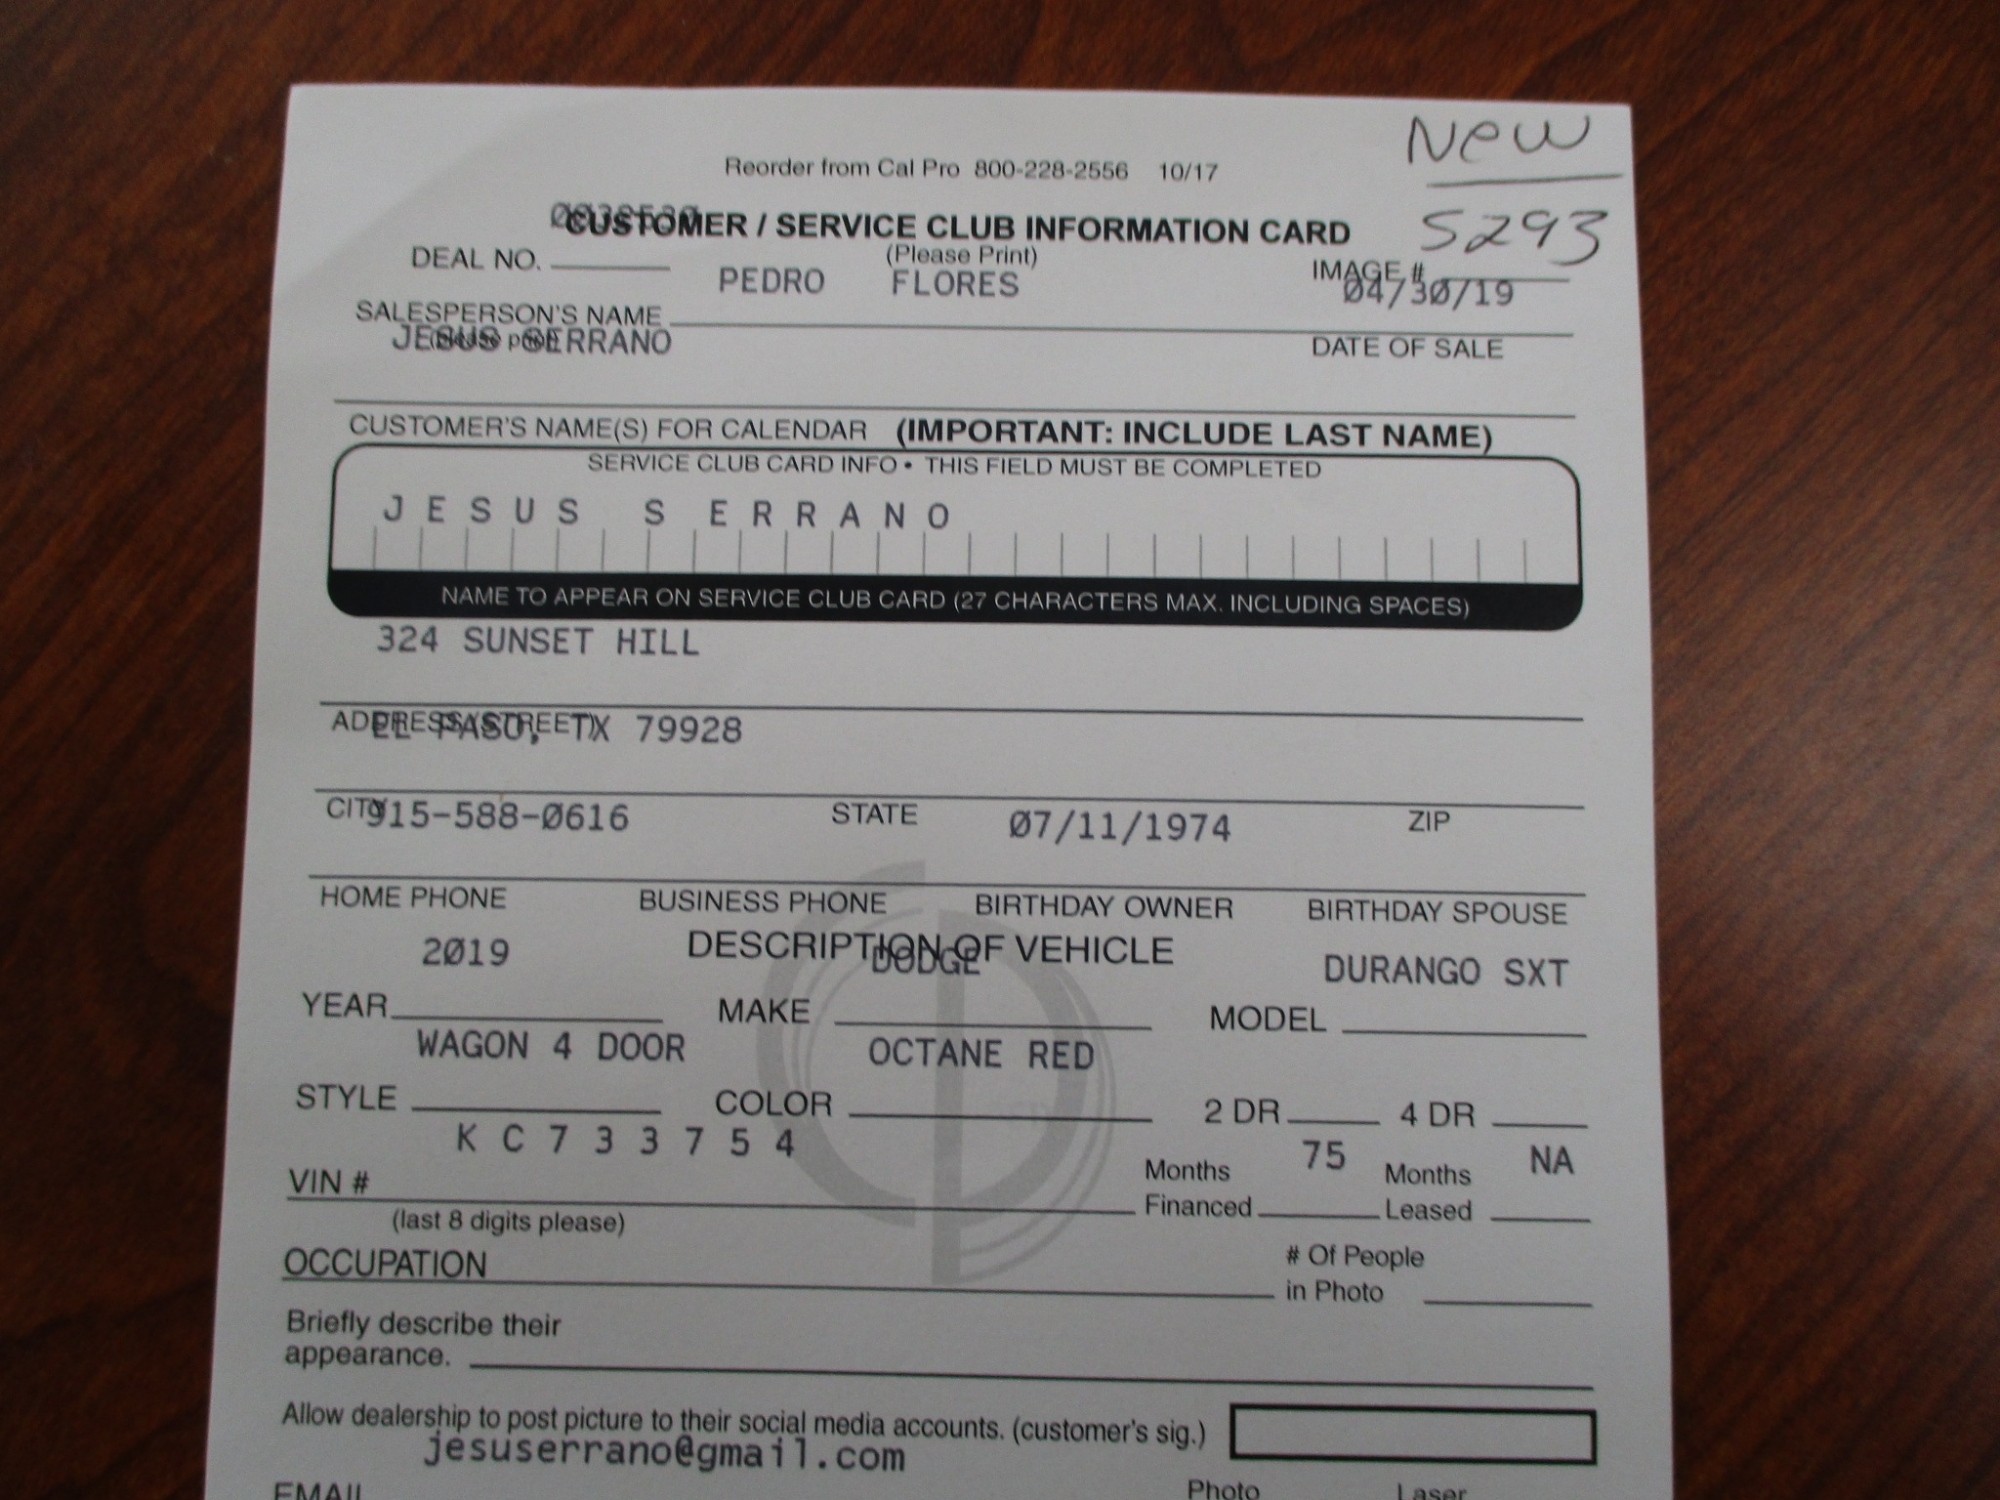 New
Reorder from Cal Pro 800-228-2556 10/17
CUSTOMER / SERVICE CLUB INFORMATION CARD
5293
DEAL NO.
(Please Print)
IMAGE #
PEDRO FLORES
04/30/19
SALESPERSON'S NAME
(please print)
JESUS SERRANO
DATE OF SALE
CUSTOMER'S NAME(S) FOR CALENDAR (IMPORTANT: INCLUDE LAST NAME)
SERVICE CLUB CARD INFO • THIS FIELD MUST BE COMPLETED
JESUS SERRANO
NAME TO APPEAR ON SERVICE CLUB CARD (27 CHARACTERS MAX. INCLUDING SPACES)
324 SUNSET HILL
ADDRESS (STREET)
EL PASO, TX 79928
CITY STATE ZIP
915-588-0616 07/11/1974
HOME PHONE BUSINESS PHONE BIRTHDAY OWNER BIRTHDAY SPOUSE
DESCRIPTION OF VEHICLE
2019 DODGE DURANGO SXT
YEAR MAKE MODEL
WAGON 4 DOOR OCTANE RED
STYLE COLOR 2 DR 4 DR
KC733754 75 NA
VIN # Months Financed Months Leased
(last 8 digits please)
OCCUPATION # Of People in Photo
Briefly describe their
appearance.
Allow dealership to post picture to their social media accounts. (customer's sig.)
jesuserrano@gmail.com
EMAIL Photo Laser